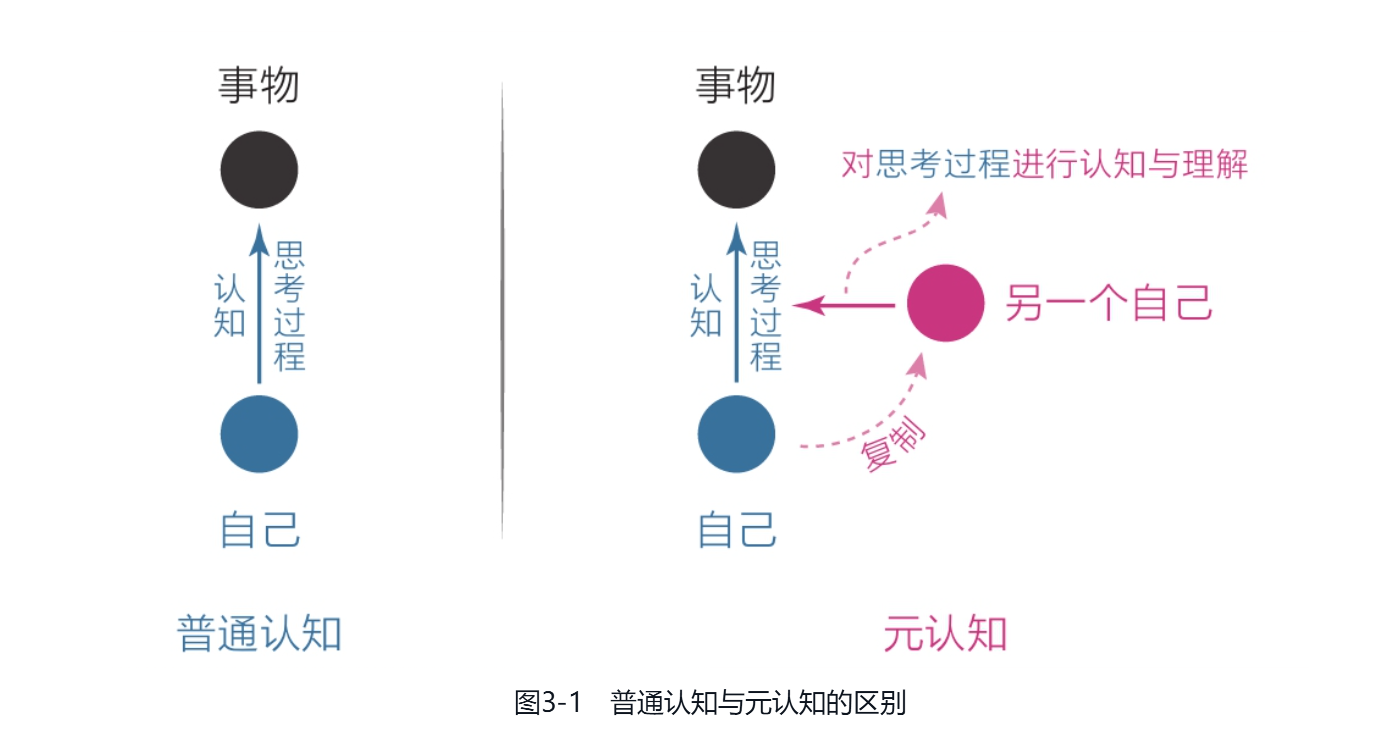 事物
认知
思考过程
自己
普通认知
事物
对思考过程进行认知与理解
认知
思考过程
另一个自己
复制
自己
元认知
图3-1 普通认知与元认知的区别